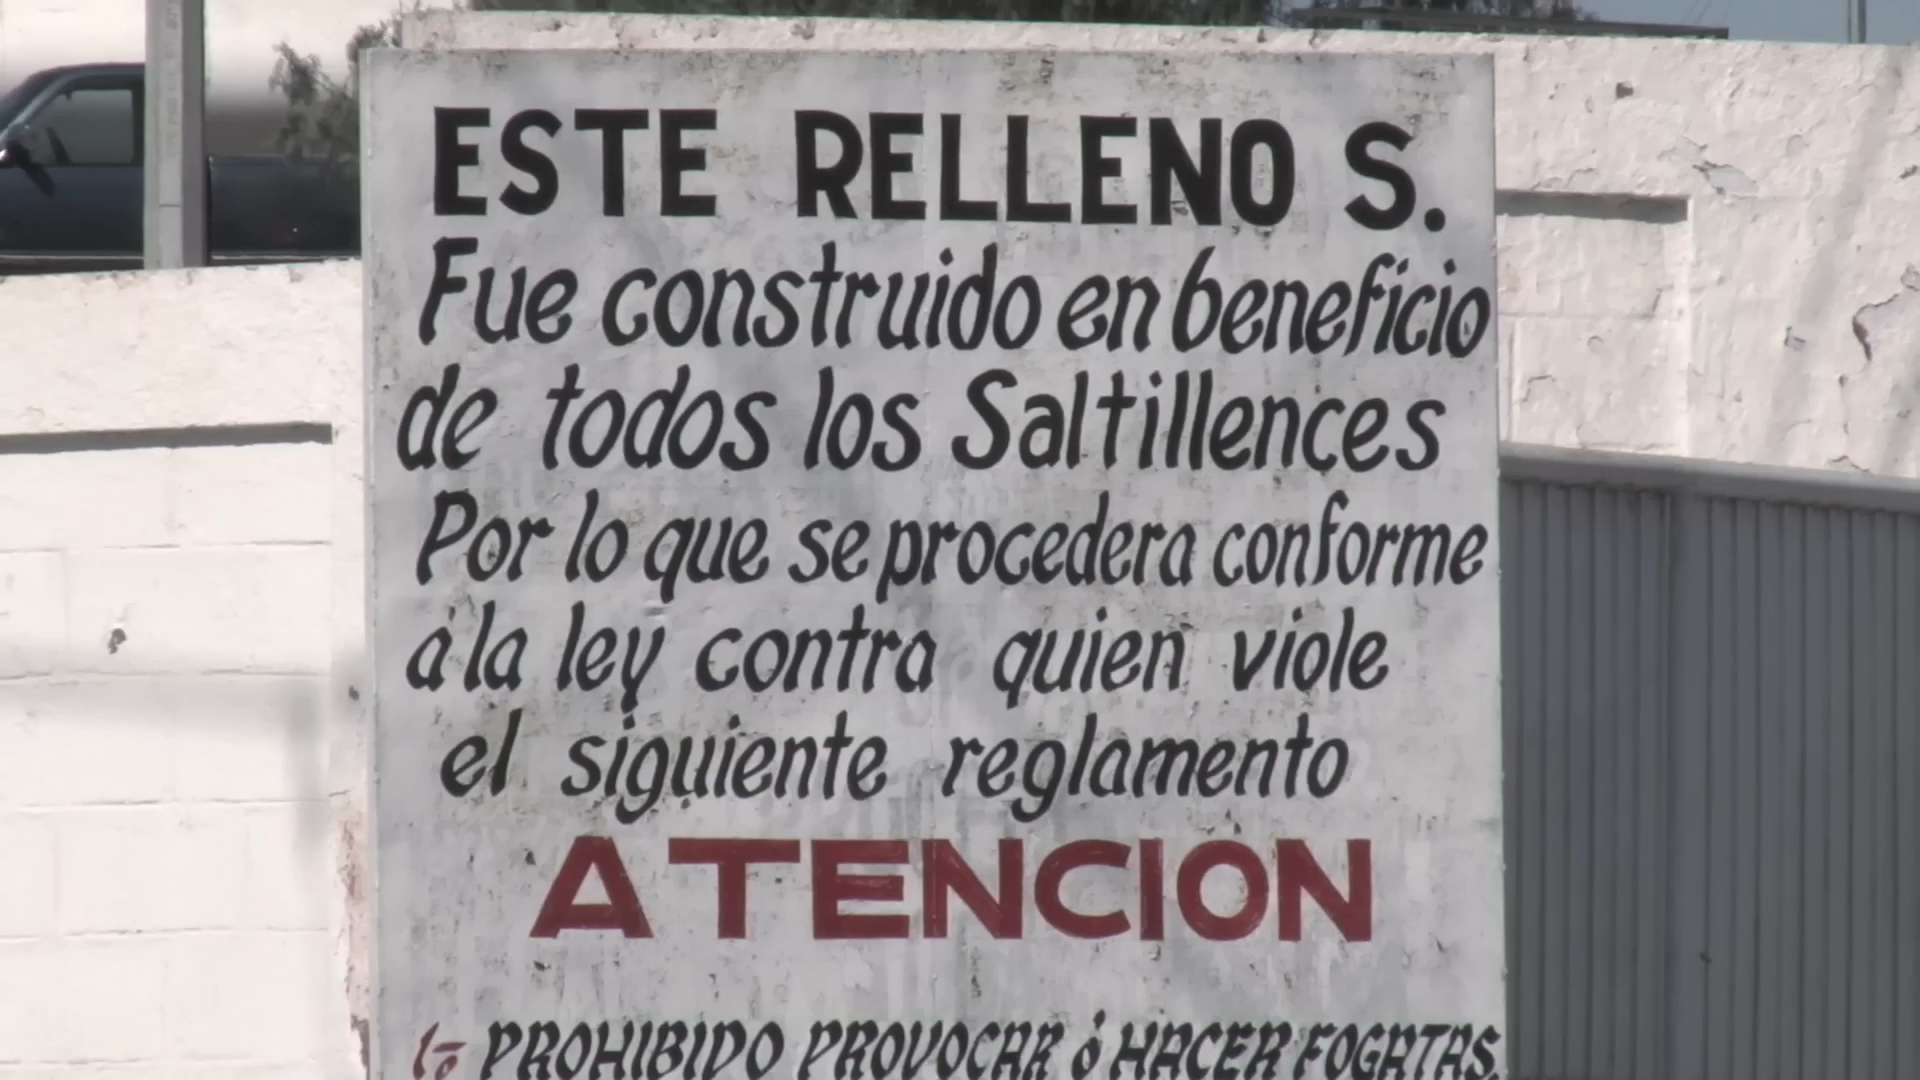 ESTE RELLENO S.
Fue construido en beneficio
de todos los Saltillences
Por lo que se procedera conforme
a la ley contra quien viole
el siguiente reglamento
ATENCION
1- PROHIBIDO PROVOCAR ó HACER FOGATAS.